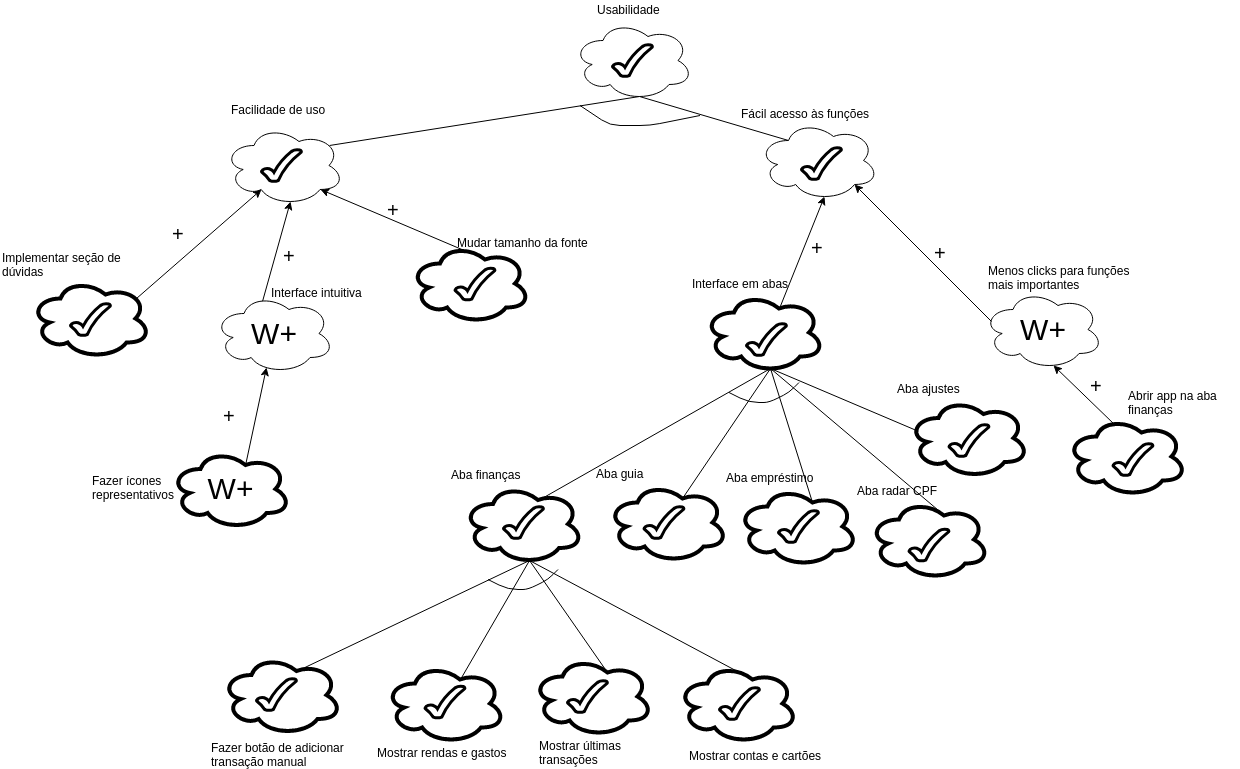 Usabilidade
Facilidade de uso
Fácil acesso às funções
+
+
+
Implementar seção de
dúvidas
Interface intuitiva
W+
Mudar tamanho da fonte
+
Fazer ícones
representativos
W+
+
+
Interface em abas
Menos clicks para funções
mais importantes
W+
+
Abrir app na aba
finanças
Aba ajustes
Aba finanças
Aba guia
Aba empréstimo
Aba radar CPF
Fazer botão de adicionar
transação manual
Mostrar rendas e gastos
Mostrar últimas
transações
Mostrar contas e cartões